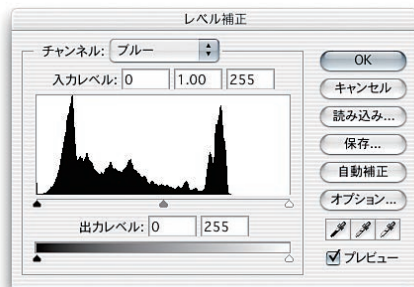 レベル補正
チャンネル: ブルー
入力レベル: 0 1.00 255
出力レベル: 0 255
OK
キャンセル
読み込み...
保存...
自動補正
オプション...
プレビュー